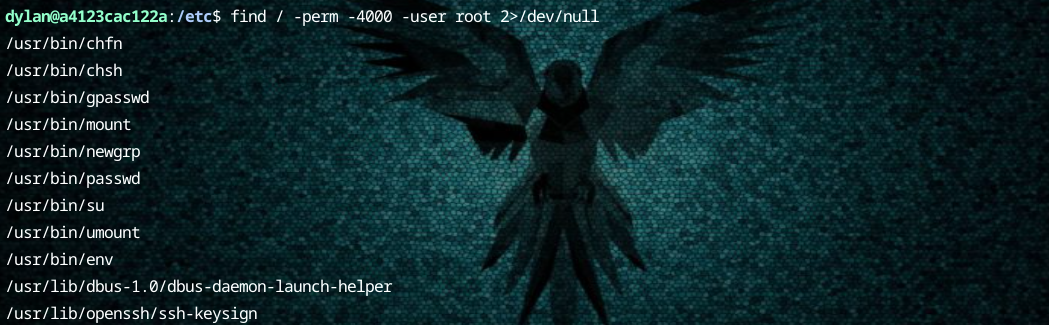 dylan@a4123cac122a:/etc$ find / -perm -4000 -user root 2>/dev/null
/usr/bin/chfn
/usr/bin/chsh
/usr/bin/gpasswd
/usr/bin/mount
/usr/bin/newgrp
/usr/bin/passwd
/usr/bin/su
/usr/bin/umount
/usr/bin/env
/usr/lib/dbus-1.0/dbus-daemon-launch-helper
/usr/lib/openssh/ssh-keysign